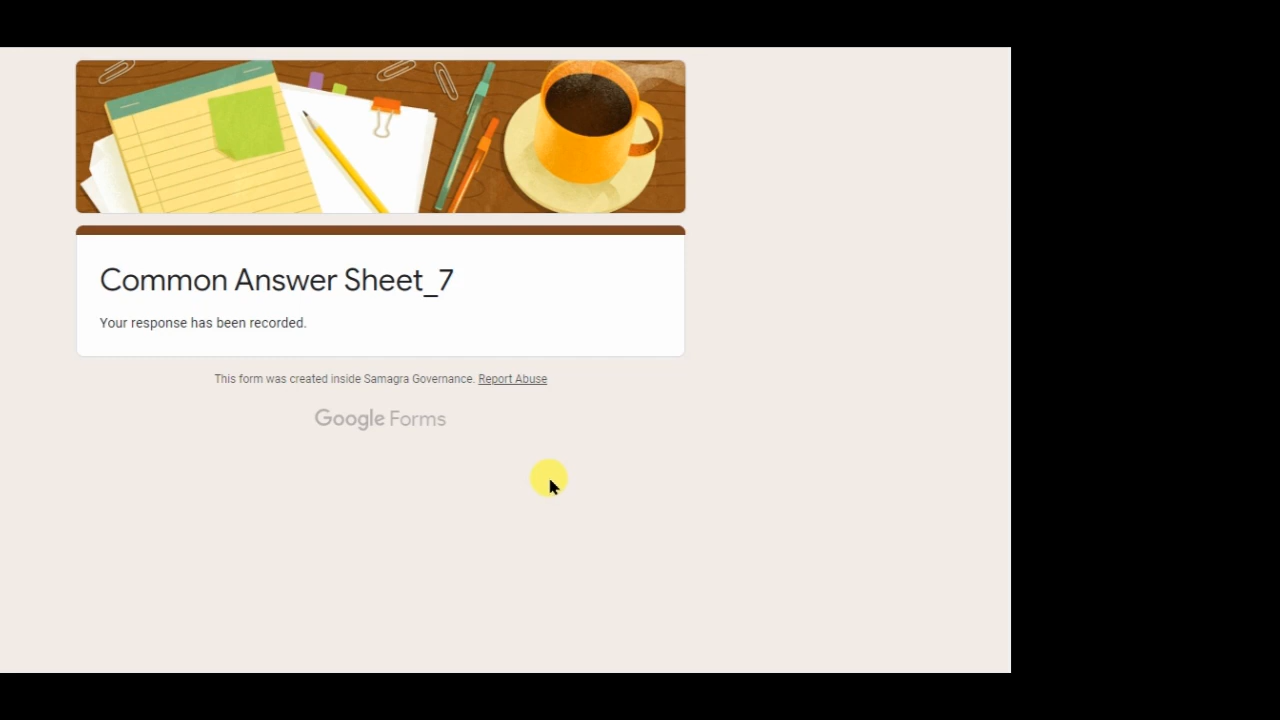 Common Answer Sheet_7
Your response has been recorded.
This form was created inside Samagra Governance. Report Abuse
Google Forms